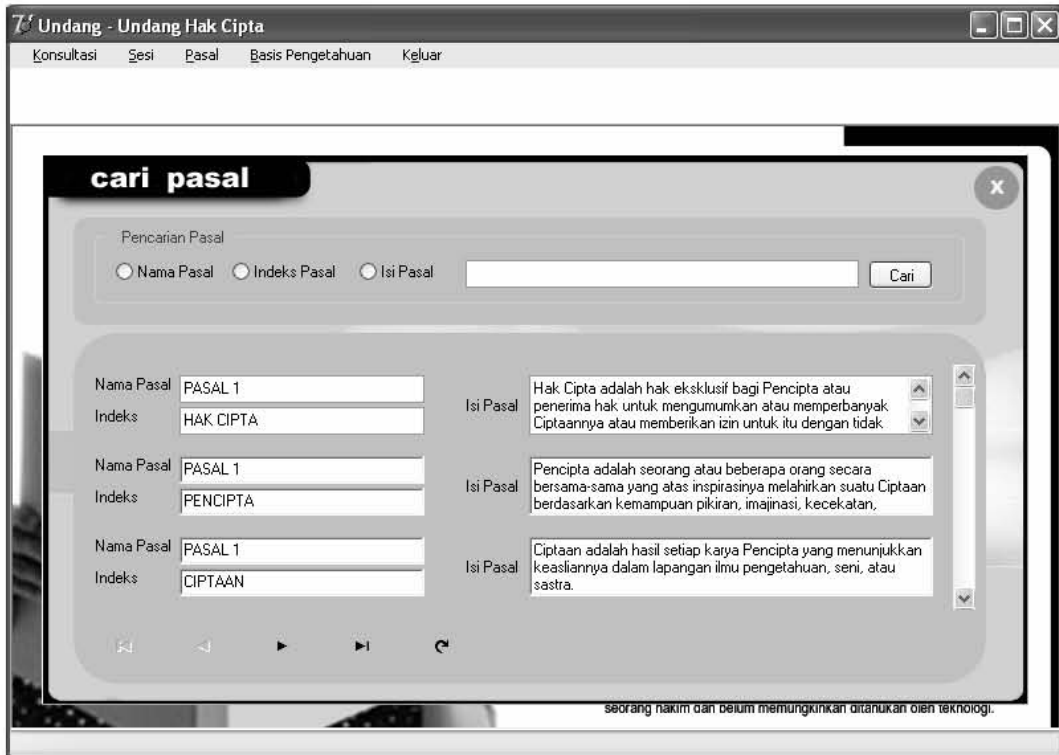 Undang - Undang Hak Cipta
Konsultasi Sesi Pasal Basis Pengetahuan Keluar
cari pasal
x
Pencarian Pasal
Nama Pasal Indeks Pasal Isi Pasal Cari
Nama Pasal PASAL 1
Indeks HAK CIPTA
Isi Pasal
Hak Cipta adalah hak eksklusif bagi Pencipta atau
penerima hak untuk mengumumkan atau memperbanyak
Ciptaannya atau memberikan izin untuk itu dengan tidak
Nama Pasal PASAL 1
Indeks PENCIPTA
Isi Pasal
Pencipta adalah seorang atau beberapa orang secara
bersama-sama yang atas inspirasinya melahirkan suatu Ciptaan
berdasarkan kemampuan pikiran, imajinasi, kecekatan,
Nama Pasal PASAL 1
Indeks CIPTAAN
Isi Pasal
Ciptaan adalah hasil setiap karya Pencipta yang menunjukkan
keasliannya dalam lapangan ilmu pengetahuan, seni, atau
sastra.
seorang hakim dan belum memungkinkan oleh teknologi.